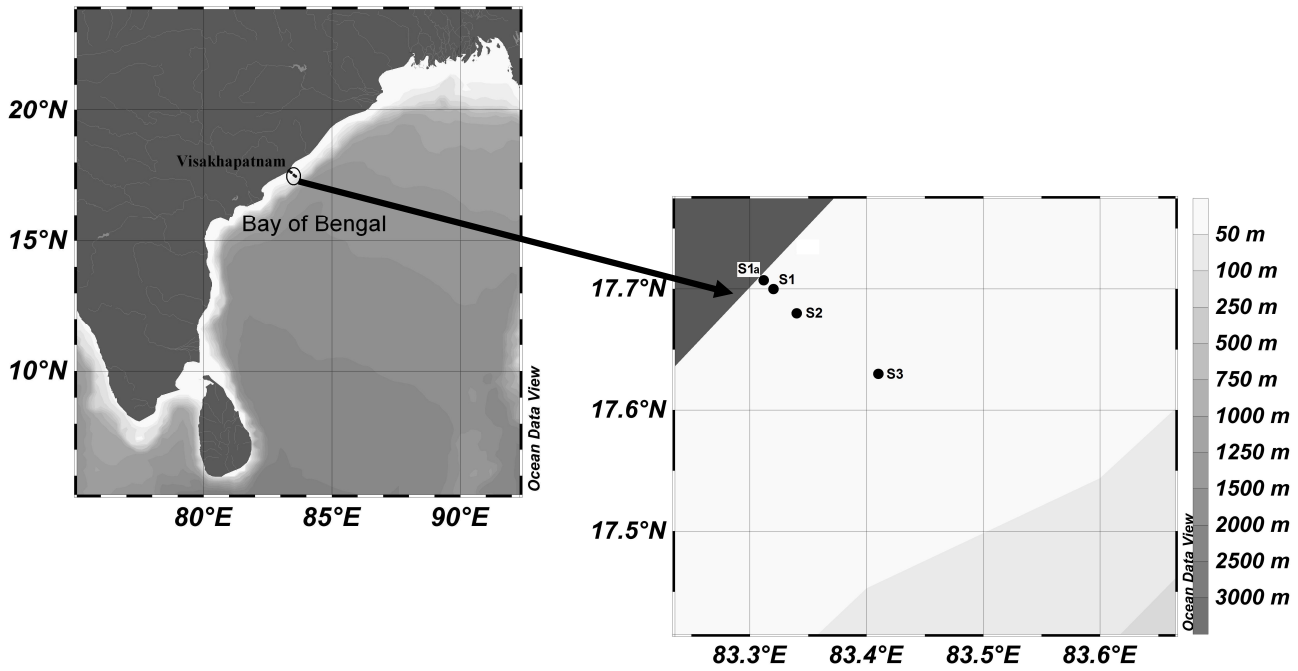 20°N
Visakhapatnam
Bay of Bengal
15°N
10°N
Ocean Data View
80°E
85°E
90°E
S1a
S1
17.7°N
S2
S3
17.6°N
17.5°N
83.3°E
83.4°E
83.5°E
83.6°E
Ocean Data View
50 m
100 m
250 m
500 m
750 m
1000 m
1250 m
1500 m
2000 m
2500 m
3000 m